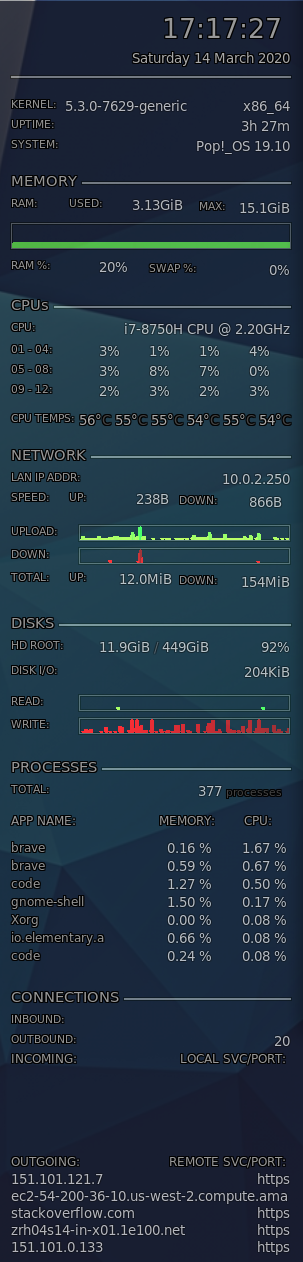 17:17:27
Saturday 14 March 2020
KERNEL: 5.3.0-7629-generic x86_64
UPTIME: 3h 27m
SYSTEM: Pop!_OS 19.10
MEMORY
RAM: USED: 3.13GiB MAX: 15.1GiB
RAM %: 20% SWAP %: 0%
CPUs
CPU: i7-8750H CPU @ 2.20GHz
01 - 04: 3% 1% 1% 4%
05 - 08: 3% 8% 7% 0%
09 - 12: 2% 3% 2% 3%
CPU TEMPS: 56°C 55°C 55°C 54°C 55°C 54°C
NETWORK
LAN IP ADDR: 10.0.2.250
SPEED: UP: 238B DOWN: 866B
UPLOAD:
DOWN:
TOTAL: UP: 12.0MiB DOWN: 154MiB
DISKS
HD ROOT: 11.9GiB / 449GiB 92%
DISK I/O: 204KiB
READ:
WRITE:
PROCESSES
TOTAL: 377 processes
APP NAME: MEMORY: CPU:
brave 0.16 % 1.67 %
brave 0.59 % 0.67 %
code 1.27 % 0.50 %
gnome-shell 1.50 % 0.17 %
Xorg 0.00 % 0.08 %
io.elementary.a 0.66 % 0.08 %
code 0.24 % 0.08 %
CONNECTIONS
INBOUND:
OUTBOUND: 20
INCOMING: LOCAL SVC/PORT:
OUTGOING: REMOTE SVC/PORT:
151.101.121.7 https
ec2-54-200-36-10.us-west-2.compute.ama
stackoverflow.com https
zrh04s14-in-x01.1e100.net https
151.101.0.133 https